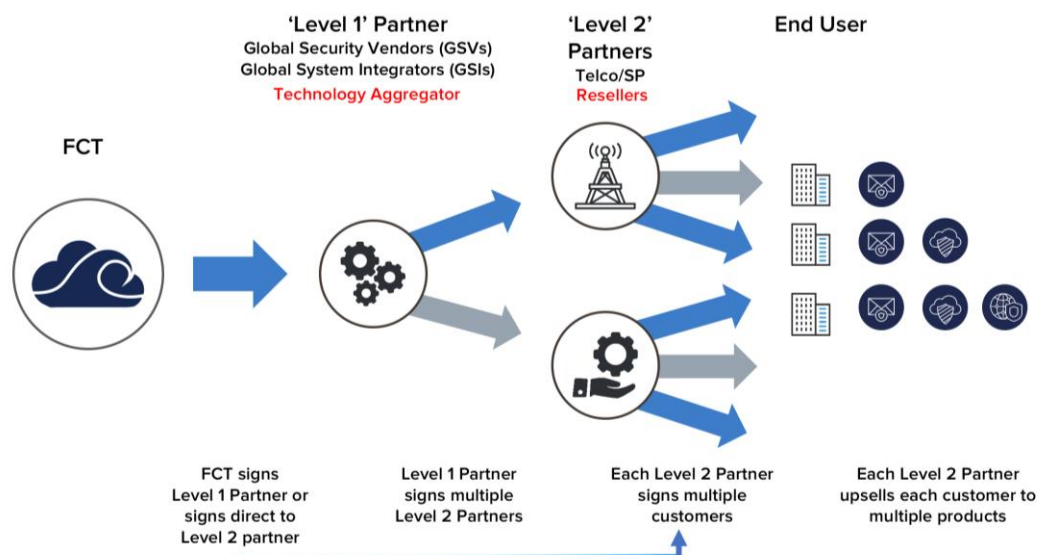 'Level 1' Partner
Global Security Vendors (GSVs)
Global System Integrators (GSIs)
Technology Aggregator
'Level 2'
Partners
Telco/SP
Resellers
End User
FCT
FCT signs
Level 1 Partner or
signs direct to
Level 2 partner
Level 1 Partner
signs multiple
Level 2 Partners
Each Level 2 Partner
signs multiple
customers
Each Level 2 Partner
upsells each customer to
multiple products